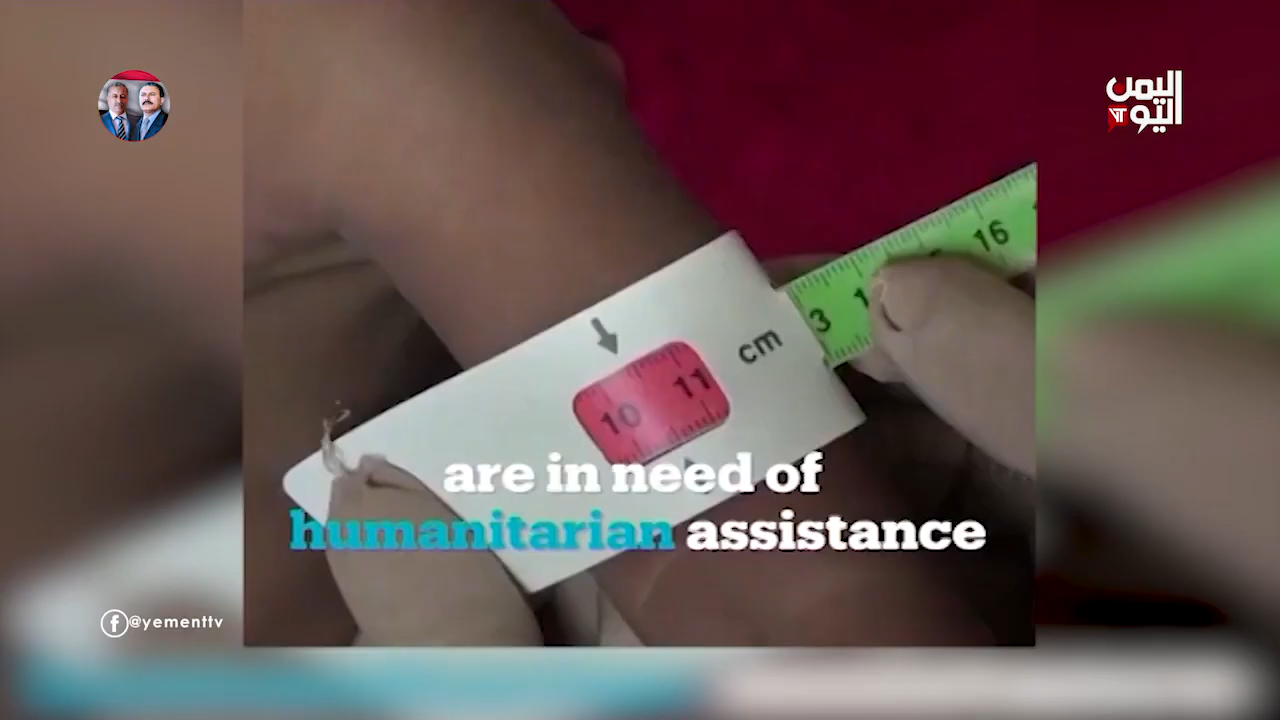 اليمن
اليوم
16
3
cm
10 11
are in need of
humanitarian assistance
@yementtv